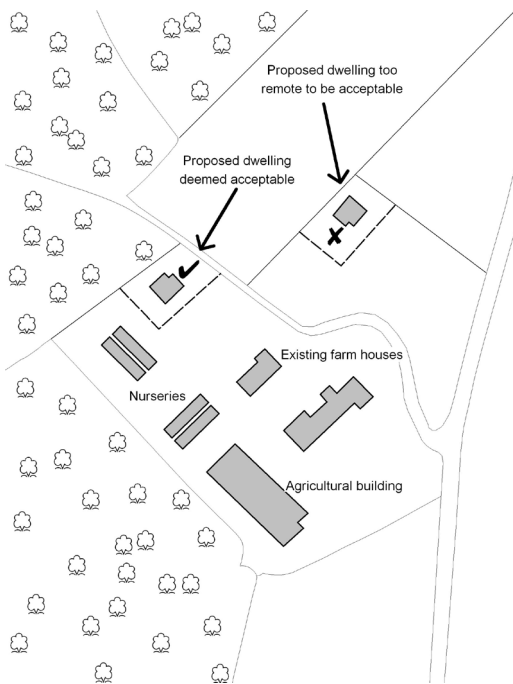 Proposed dwelling too
remote to be acceptable
Proposed dwelling
deemed acceptable
Existing farm houses
Nurseries
Agricultural building